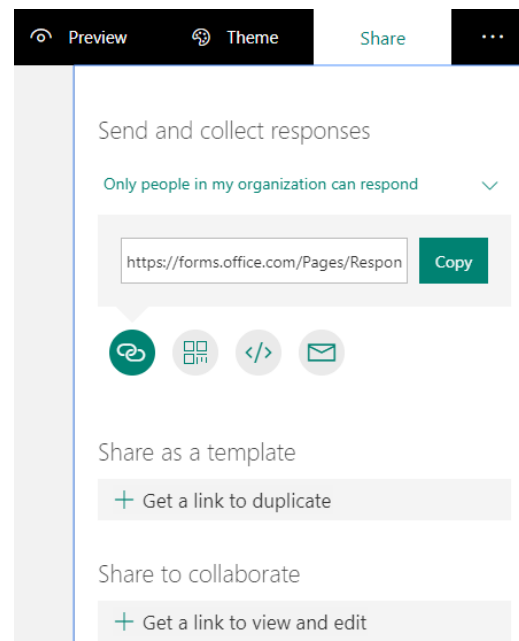 Preview Theme Share ...
Send and collect responses
Only people in my organization can respond
https://forms.office.com/Pages/Respon Copy
</>
Share as a template
+ Get a link to duplicate
Share to collaborate
+ Get a link to view and edit